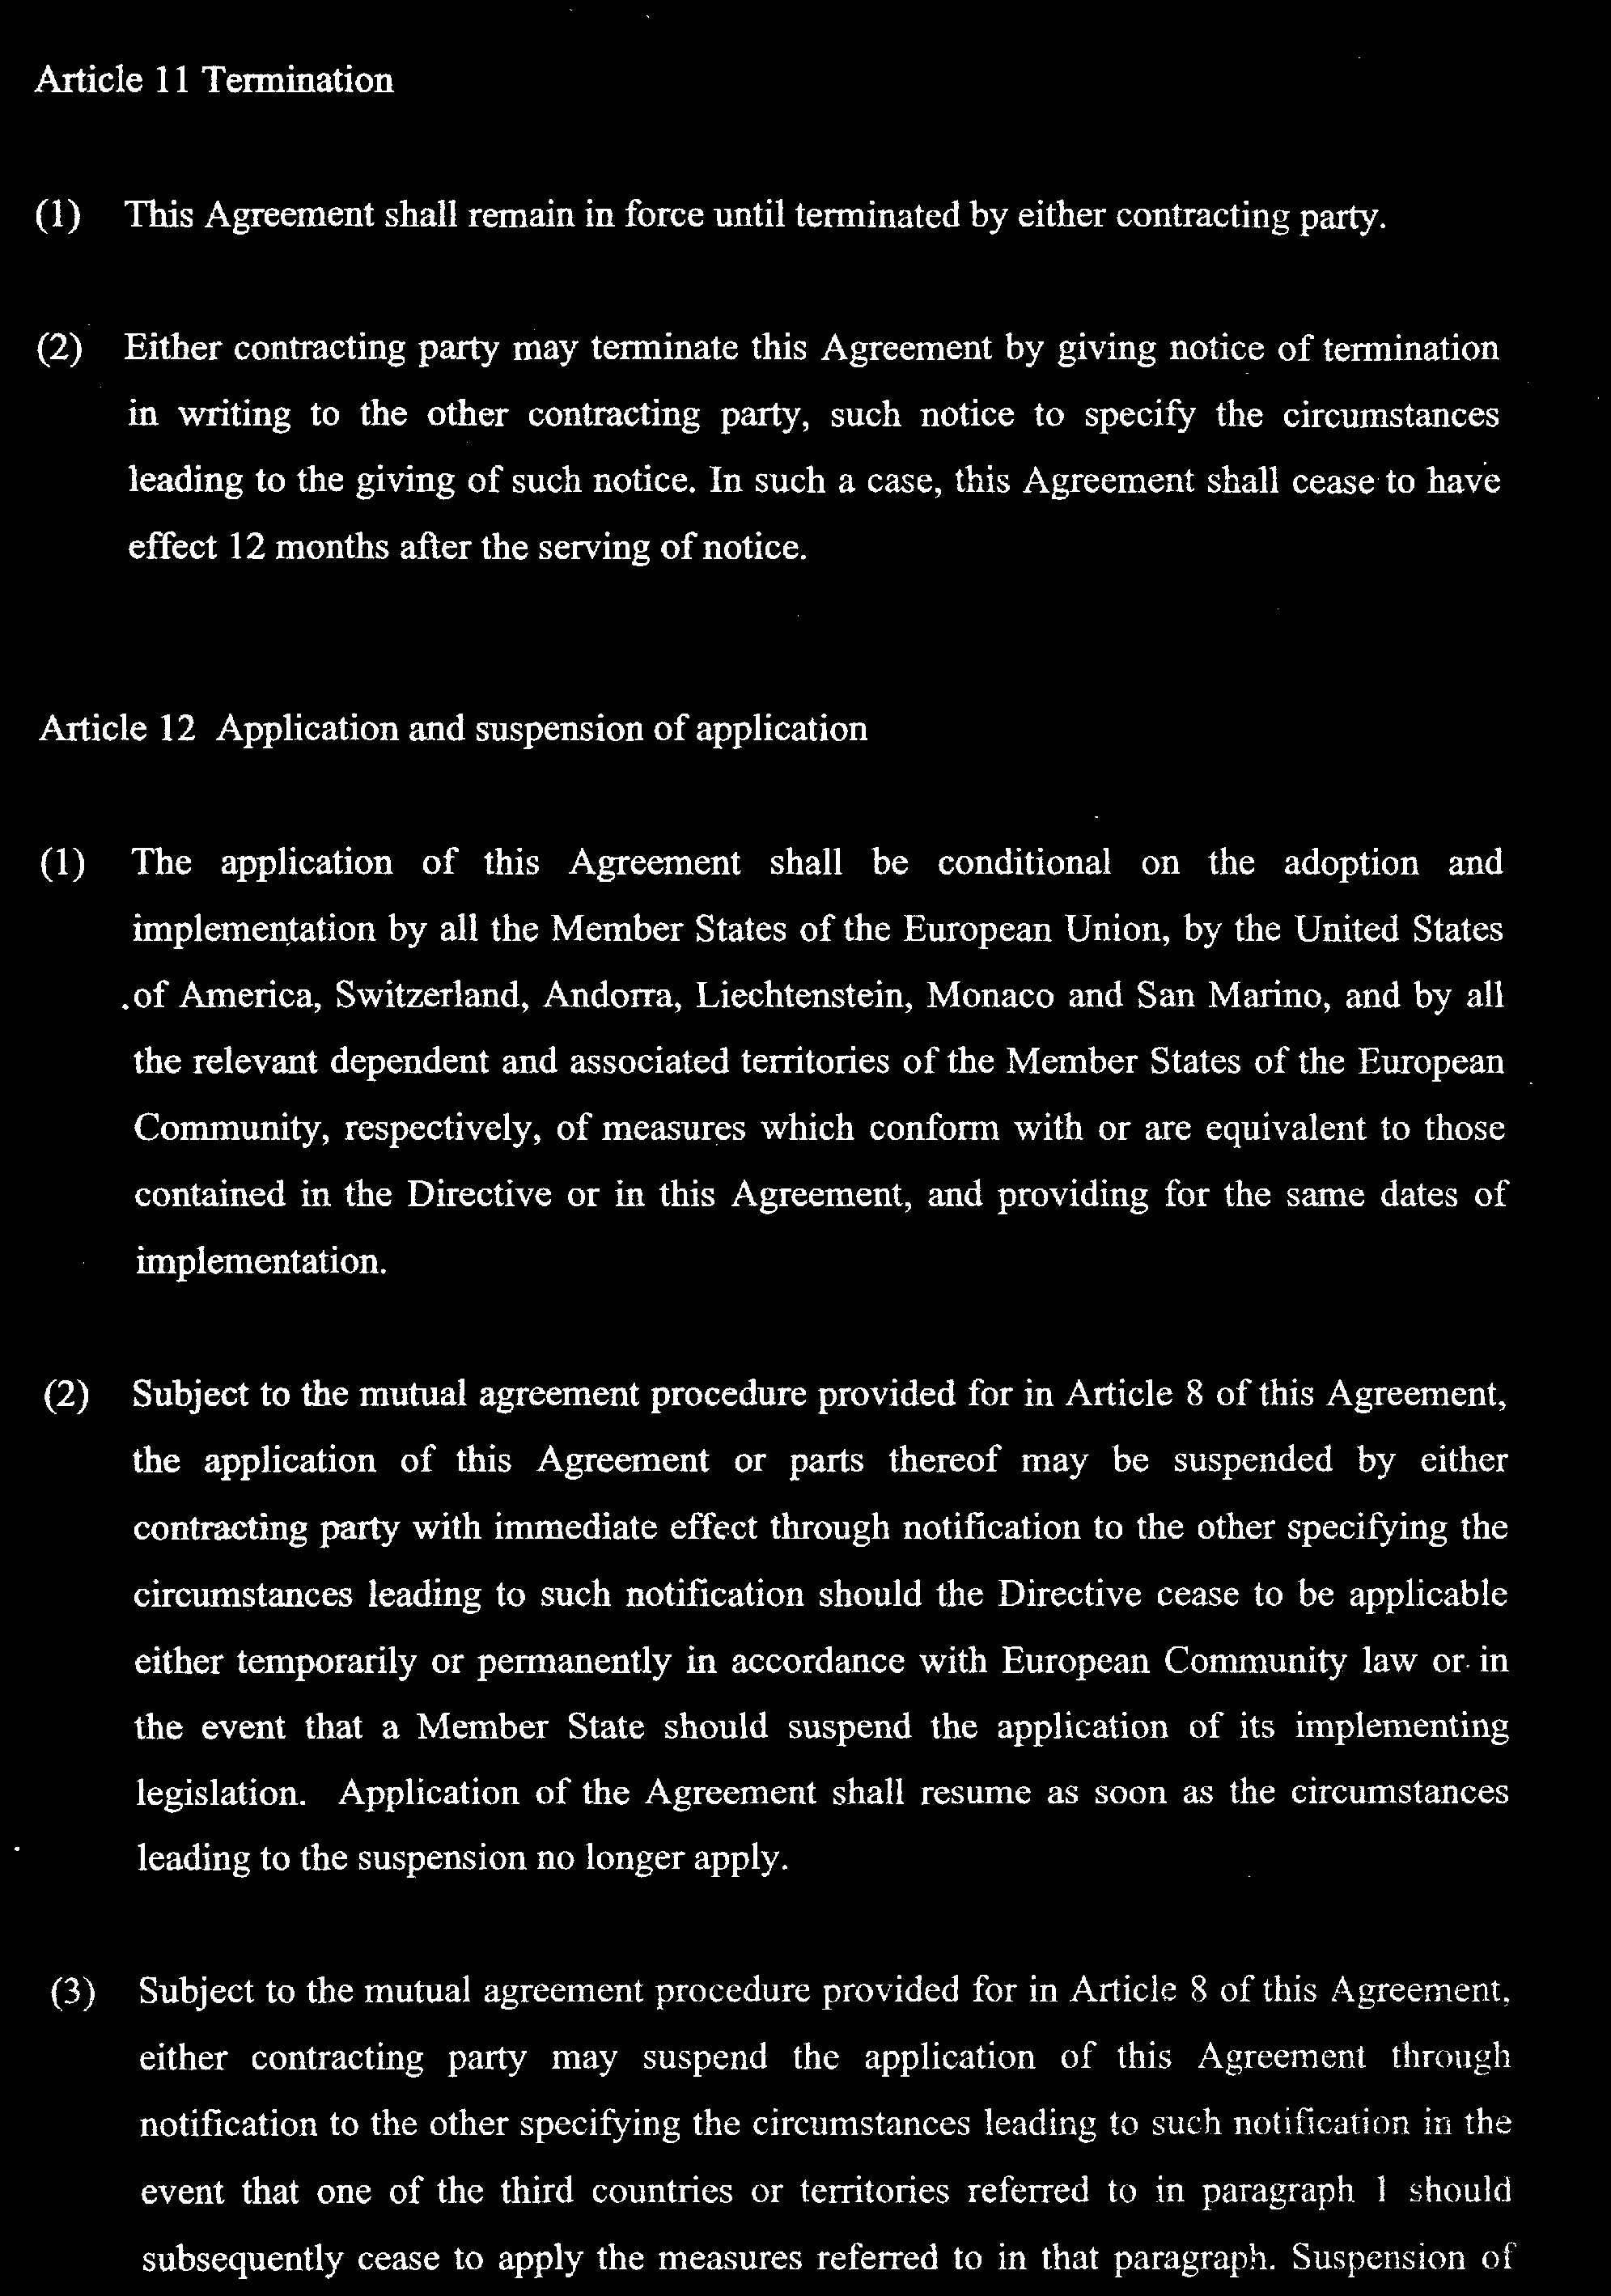 Article 11 Termination
(1) This Agreement shall remain in force until terminated by either contracting party.
(2) Either contracting party may terminate this Agreement by giving notice of termination
in writing to the other contracting party, such notice to specify the circumstances
leading to the giving of such notice. In such a case, this Agreement shall cease to have
effect 12 months after the serving of notice.
Article 12 Application and suspension of application
(1) The application of this Agreement shall be conditional on the adoption and
implementation by all the Member States of the European Union, by the United States
of America, Switzerland, Andorra, Liechtenstein, Monaco and San Marino, and by all
the relevant dependent and associated territories of the Member States of the European
Community, respectively, of measures which conform with or are equivalent to those
contained in the Directive or in this Agreement, and providing for the same dates of
implementation.
(2) Subject to the mutual agreement procedure provided for in Article 8 of this Agreement,
the application of this Agreement or parts thereof may be suspended by either
contracting party with immediate effect through notification to the other specifying the
circumstances leading to such notification should the Directive cease to be applicable
either temporarily or permanently in accordance with European Community law or in
the event that a Member State should suspend the application of its implementing
legislation. Application of the Agreement shall resume as soon as the circumstances
leading to the suspension no longer apply.
(3) Subject to the mutual agreement procedure provided for in Article 8 of this Agreement,
either contracting party may suspend the application of this Agreement through
notification to the other specifying the circumstances leading to such notification in the
event that one of the third countries or territories referred to in paragraph 1 should
subsequently cease to apply the measures referred to in that paragraph. Suspension of